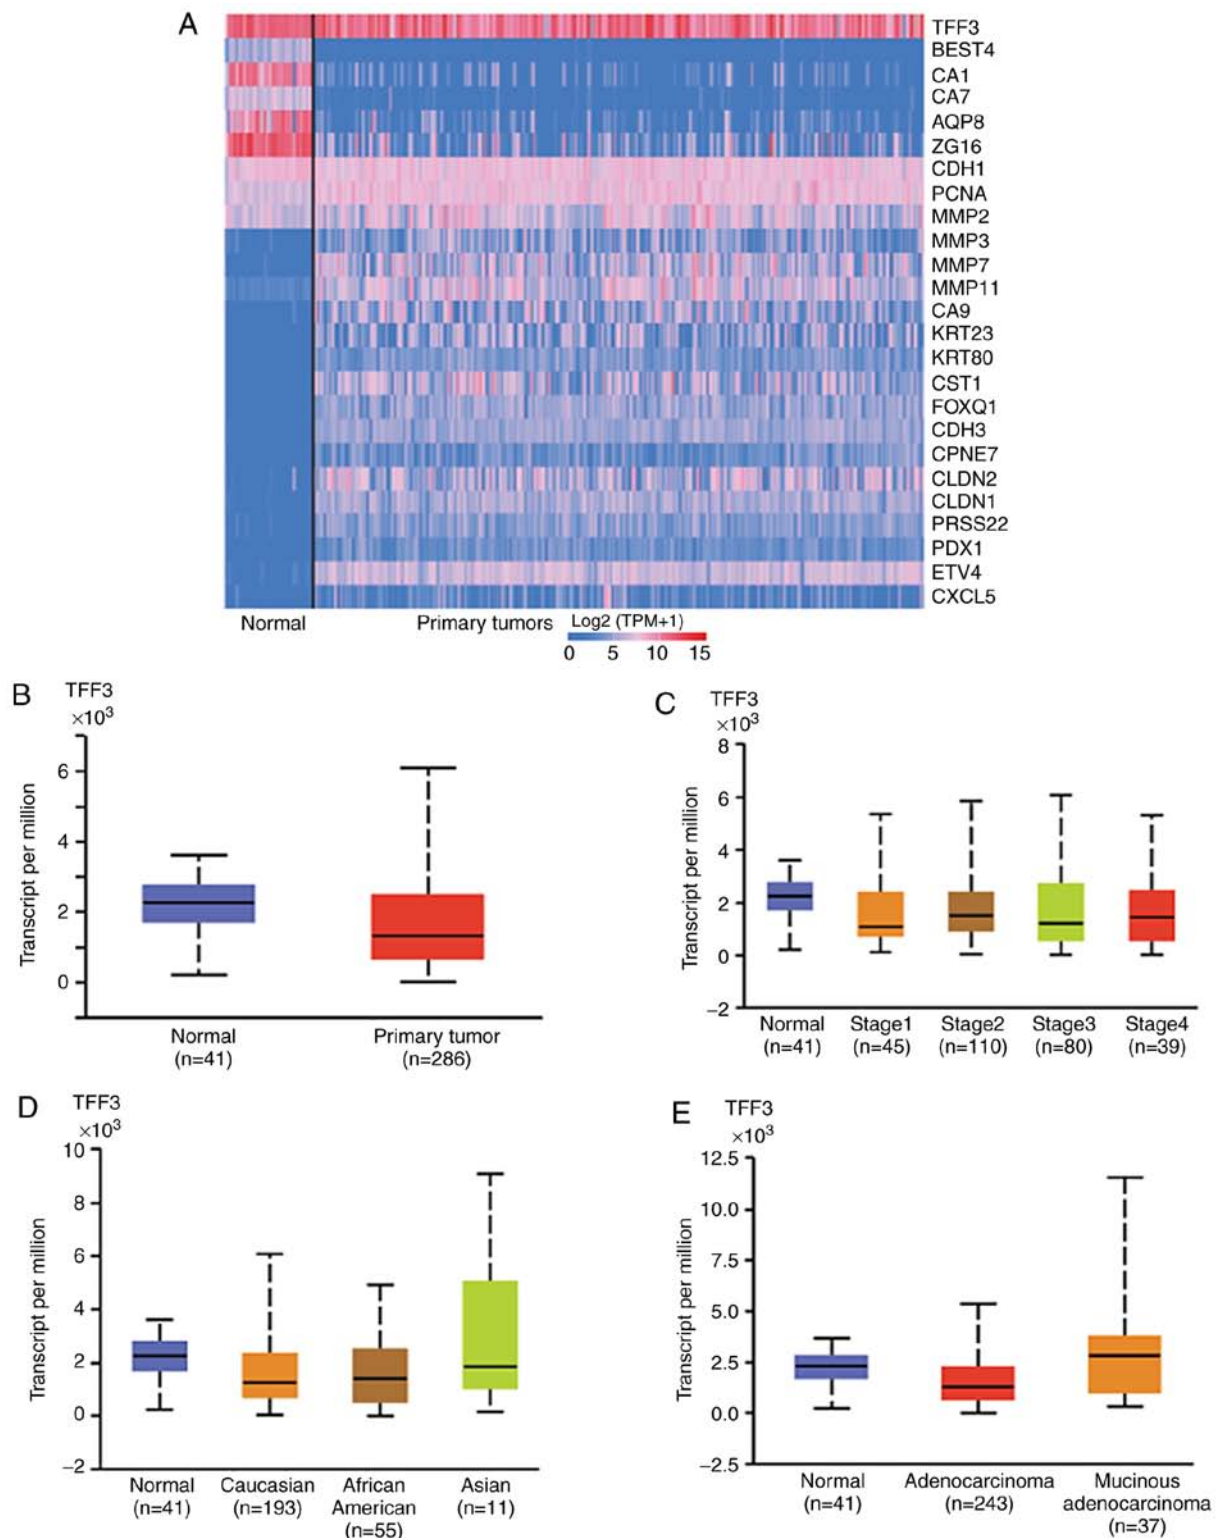 A
TFF3
BEST4
CA1
CA7
AQP8
ZG16
CDH1
PCNA
MMP2
MMP3
MMP7
MMP11
CA9
KRT23
KRT80
CST1
FOXQ1
CDH3
CPNE7
CLDN2
CLDN1
PRSS22
PDX1
ETV4
CXCL5
Normal
Primary tumors
Log2 (TPM+1)
0 5 10 15
B
TFF3
×10³
Transcript per million
6
4
2
0
Normal
(n=41)
Primary tumor
(n=286)
C
TFF3
×10³
Transcript per million
8
6
4
2
0
−2
Normal
(n=41)
Stage1
(n=45)
Stage2
(n=110)
Stage3
(n=80)
Stage4
(n=39)
D
TFF3
×10³
Transcript per million
10
8
6
4
2
0
−2
Normal
(n=41)
Caucasian
(n=193)
African
American
(n=55)
Asian
(n=11)
E
TFF3
×10³
Transcript per million
12.5
10.0
7.5
5.0
2.5
0.0
−2.5
Normal
(n=41)
Adenocarcinoma
(n=243)
Mucinous
adenocarcinoma
(n=37)